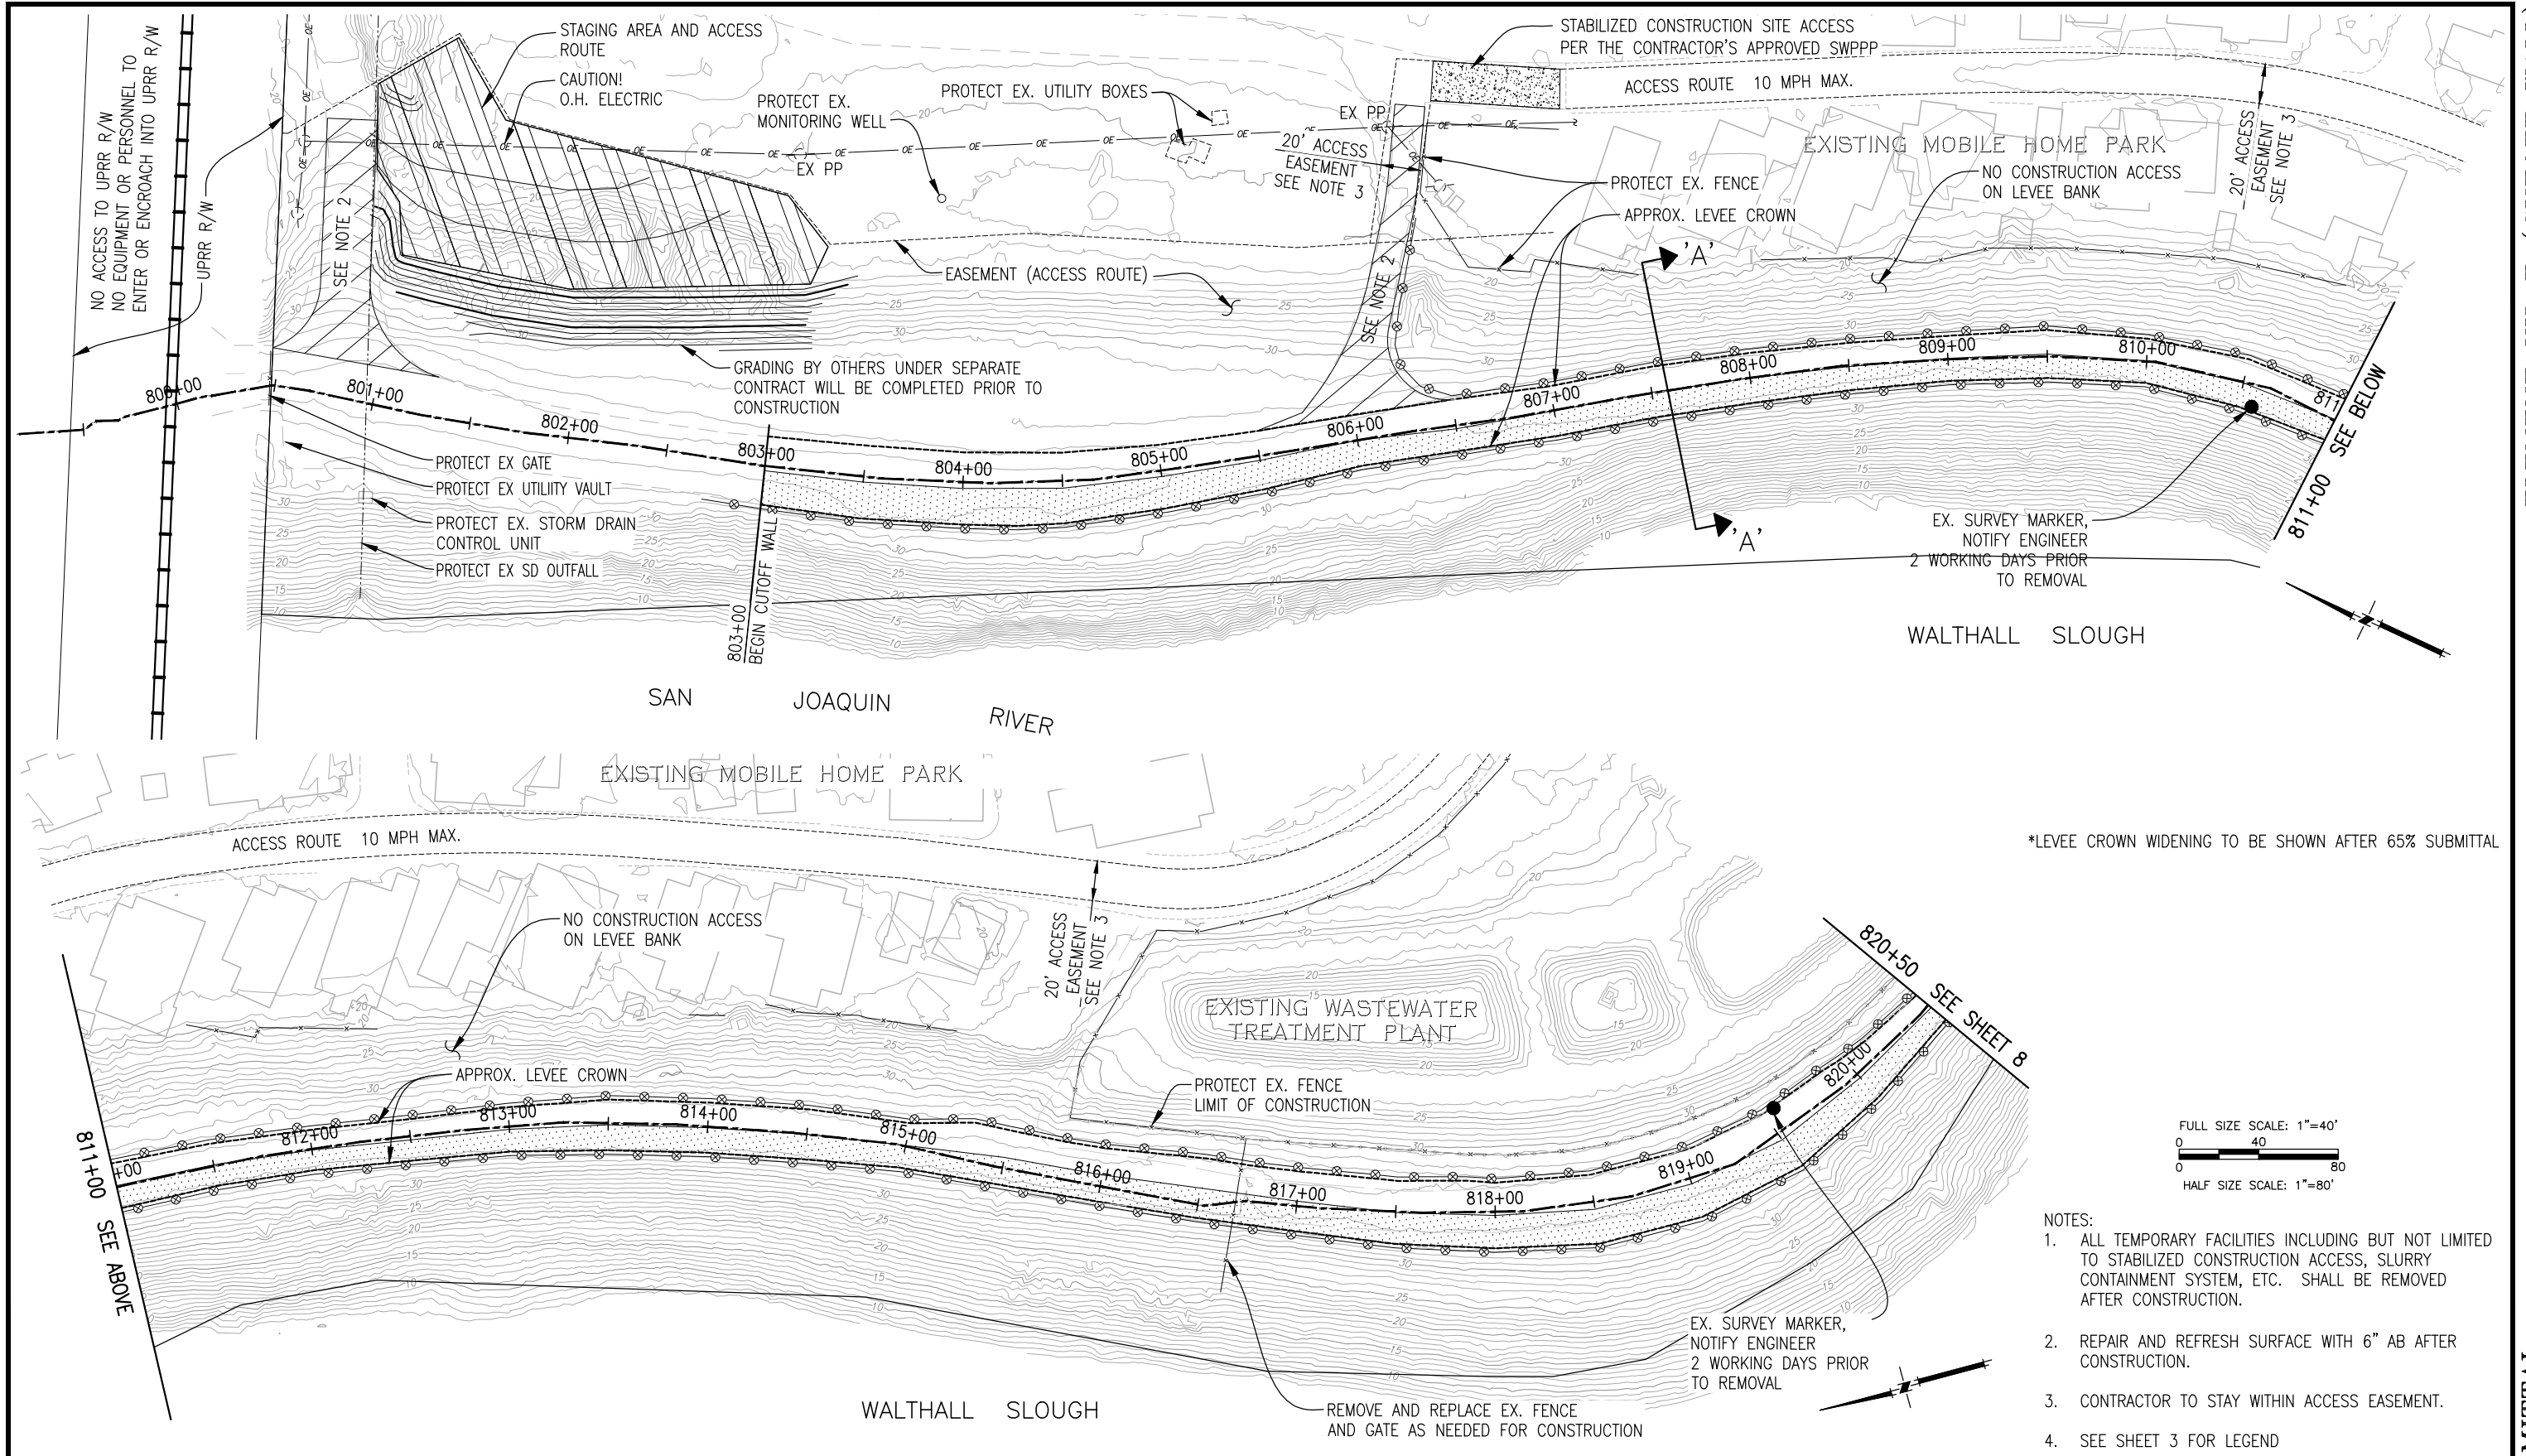 NO ACCESS TO UPRR R/W
NO EQUIPMENT OR PERSONNEL TO
ENTER OR ENCROACH INTO UPRR R/W
UPRR R/W
SEE NOTE 2
STAGING AREA AND ACCESS
ROUTE
CAUTION!
O.H. ELECTRIC
PROTECT EX.
MONITORING WELL
EX PP
PROTECT EX. UTILITY BOXES
EX PP
20' ACCESS
EASEMENT
SEE NOTE 3
STABILIZED CONSTRUCTION SITE ACCESS
PER THE CONTRACTOR'S APPROVED SWPPP
ACCESS ROUTE 10 MPH MAX.
EXISTING MOBILE HOME PARK
20' ACCESS
EASEMENT
SEE NOTE 3
PROTECT EX. FENCE
APPROX. LEVEE CROWN
NO CONSTRUCTION ACCESS
ON LEVEE BANK
'A'
'A'
EASEMENT (ACCESS ROUTE)
SEE NOTE 2
GRADING BY OTHERS UNDER SEPARATE
CONTRACT WILL BE COMPLETED PRIOR TO
CONSTRUCTION
800+00
801+00
802+00
803+00
804+00
805+00
806+00
807+00
808+00
809+00
810+00
811
811+00 SEE BELOW
PROTECT EX GATE
PROTECT EX UTILIITY VAULT
PROTECT EX. STORM DRAIN
CONTROL UNIT
PROTECT EX SD OUTFALL
803+00
BEGIN CUTOFF WALL
EX. SURVEY MARKER,
NOTIFY ENGINEER
2 WORKING DAYS PRIOR
TO REMOVAL
WALTHALL SLOUGH
SAN JOAQUIN RIVER
EXISTING MOBILE HOME PARK
ACCESS ROUTE 10 MPH MAX.
*LEVEE CROWN WIDENING TO BE SHOWN AFTER 65% SUBMITTAL
NO CONSTRUCTION ACCESS
ON LEVEE BANK
20' ACCESS
EASEMENT
SEE NOTE 3
EXISTING WASTEWATER
TREATMENT PLANT
820+50 SEE SHEET 8
APPROX. LEVEE CROWN
PROTECT EX. FENCE
LIMIT OF CONSTRUCTION
811+00 SEE ABOVE
+00
812+00
813+00
814+00
815+00
816+00
817+00
818+00
819+00
820+00
EX. SURVEY MARKER,
NOTIFY ENGINEER
2 WORKING DAYS PRIOR
TO REMOVAL
WALTHALL SLOUGH
REMOVE AND REPLACE EX. FENCE
AND GATE AS NEEDED FOR CONSTRUCTION
FULL SIZE SCALE: 1"=40'
0 40
0 80
HALF SIZE SCALE: 1"=80'
NOTES:
1. ALL TEMPORARY FACILITIES INCLUDING BUT NOT LIMITED
TO STABILIZED CONSTRUCTION ACCESS, SLURRY
CONTAINMENT SYSTEM, ETC. SHALL BE REMOVED
AFTER CONSTRUCTION.
2. REPAIR AND REFRESH SURFACE WITH 6" AB AFTER
CONSTRUCTION.
3. CONTRACTOR TO STAY WITHIN ACCESS EASEMENT.
4. SEE SHEET 3 FOR LEGEND